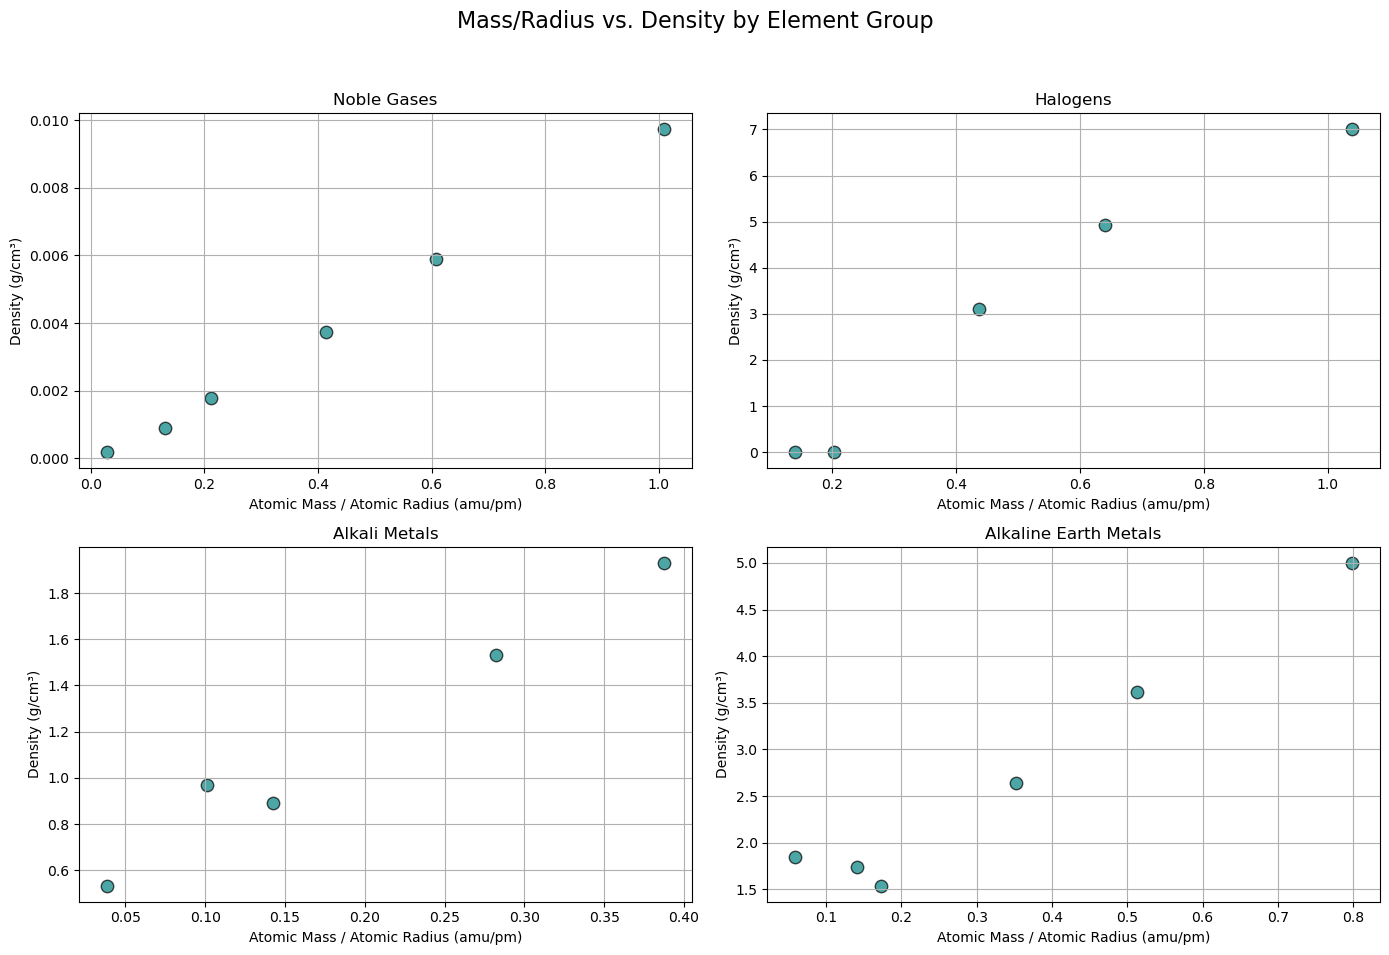 Mass/Radius vs. Density by Element Group
Noble Gases
Density (g/cm³)
0.010
0.008
0.006
0.004
0.002
0.000
0.0 0.2 0.4 0.6 0.8 1.0
Atomic Mass / Atomic Radius (amu/pm)
Halogens
Density (g/cm³)
7
6
5
4
3
2
1
0
0.2 0.4 0.6 0.8 1.0
Atomic Mass / Atomic Radius (amu/pm)
Alkali Metals
Density (g/cm³)
1.8
1.6
1.4
1.2
1.0
0.8
0.6
0.05 0.10 0.15 0.20 0.25 0.30 0.35 0.40
Atomic Mass / Atomic Radius (amu/pm)
Alkaline Earth Metals
Density (g/cm³)
5.0
4.5
4.0
3.5
3.0
2.5
2.0
1.5
0.1 0.2 0.3 0.4 0.5 0.6 0.7 0.8
Atomic Mass / Atomic Radius (amu/pm)